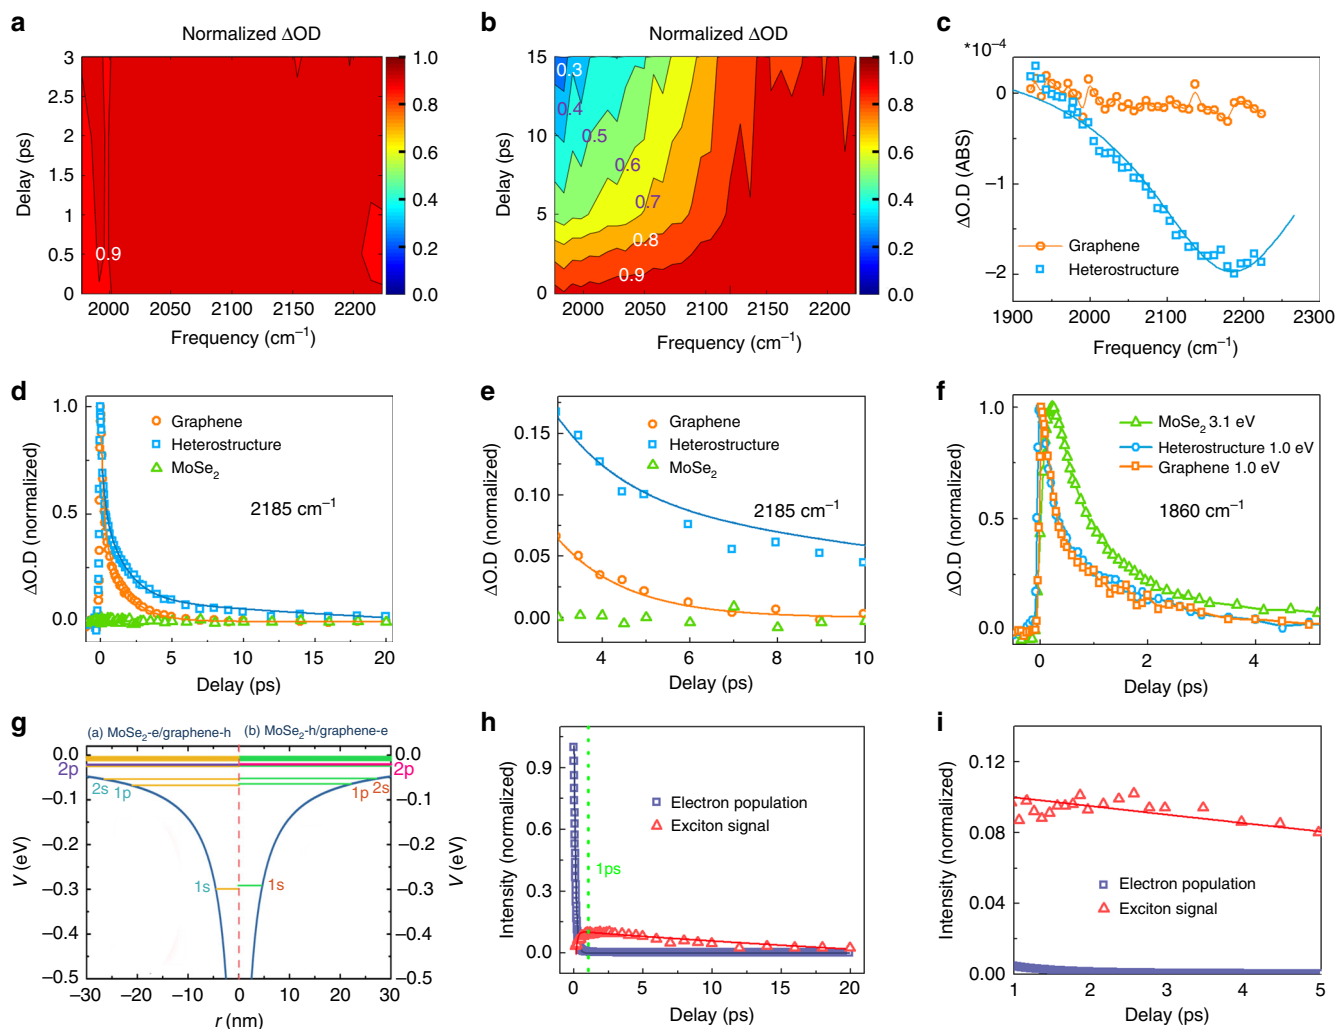 a
Normalized ΔOD
3
2.5
2
1.5
1
0.5
0
Delay (ps)
0.9
2000 2050 2100 2150 2200
Frequency (cm⁻¹)
1.0
0.8
0.6
0.4
0.2
0.0
b
Normalized ΔOD
15
10
5
0
Delay (ps)
0.3
0.4
0.5
0.6
0.7
0.8
0.9
2000 2050 2100 2150 2200
Frequency (cm⁻¹)
1.0
0.8
0.6
0.4
0.2
0.0
c
*10⁻⁴
0
−1
−2
ΔO.D (ABS)
Graphene
Heterostructure
1900 2000 2100 2200 2300
Frequency (cm⁻¹)
d
1.0
0.5
0.0
ΔO.D (normalized)
Graphene
Heterostructure
MoSe₂
2185 cm⁻¹
0 5 10 15 20
Delay (ps)
e
0.15
0.10
0.05
0.00
ΔO.D (normalized)
Graphene
Heterostructure
MoSe₂
2185 cm⁻¹
4 6 8 10
Delay (ps)
f
1.0
0.5
0.0
ΔO.D (normalized)
MoSe₂ 3.1 eV
Heterostructure 1.0 eV
Graphene 1.0 eV
1860 cm⁻¹
0 2 4
Delay (ps)
g
(a) MoSe₂-e/graphene-h (b) MoSe₂-h/graphene-e
0.0 0.0
2p 2p
2s 1p 1p 2s
−0.1 −0.1
−0.2 −0.2
1s 1s
−0.3 −0.3
−0.4 −0.4
−0.5 −0.5
V (eV) V (eV)
−30 −20 −10 0 10 20 30
r (nm)
h
0.9
0.6
0.3
0.0
Intensity (normalized)
Electron population
Exciton signal
1ps
0 5 10 15 20
Delay (ps)
i
0.12
0.08
0.04
0.00
Intensity (normalized)
Electron population
Exciton signal
1 2 3 4 5
Delay (ps)